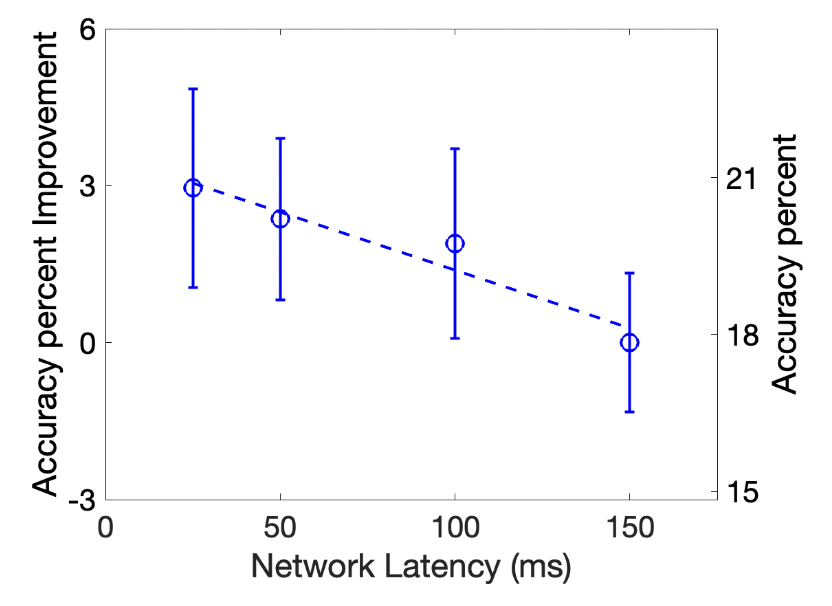 Accuracy percent Improvement
6
3
0
-3
0 50 100 150
Network Latency (ms)
21
18
15
Accuracy percent